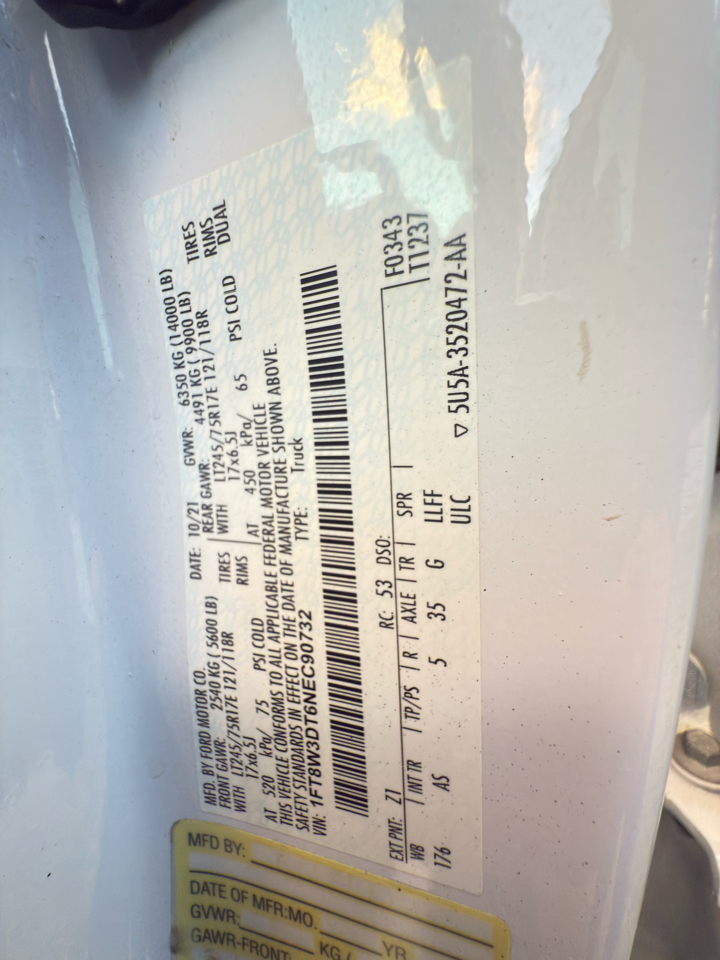 MFD. BY FORD MOTOR CO.
DATE: 10/21 GVWR: 6350 KG (14000 LB)
FRONT GAWR: 2540 KG ( 5600 LB) REAR GAWR: 4491 KG ( 9900 LB)
WITH LT245/75R17E 121/118R TIRES WITH LT245/75R17E 121/118R TIRES
17x6.5J RIMS 17x6.5J RIMS
AT 520 kPa/ 75 PSI COLD AT 450 kPa/ 65 PSI COLD DUAL
THIS VEHICLE CONFORMS TO ALL APPLICABLE FEDERAL MOTOR VEHICLE
SAFETY STANDARDS IN EFFECT ON THE DATE OF MANUFACTURE SHOWN ABOVE.
VIN: 1FT8W3DT6NEC90732 TYPE: Truck
EXT PNT: Z1 RC: 53 DSO: F0343
WB INT TR TP/PS R AXLE TR SPR T1237
176 AS 5 35 G LLFF
ULC ▽ 5U5A-3520472-AA
MFD BY:
DATE OF MFR:MO. YR
GVWR: KG /
GAWR-FRONT: